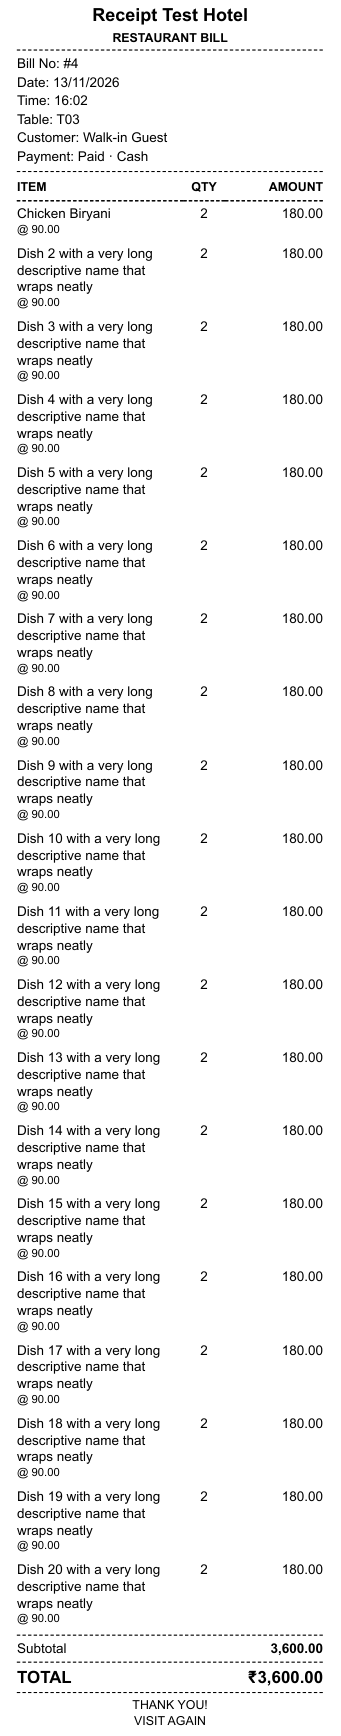 Receipt Test Hotel
RESTAURANT BILL
Bill No: #4
Date: 13/11/2026
Time: 16:02
Table: T03
Customer: Walk-in Guest
Payment: Paid · Cash
ITEM QTY AMOUNT
Chicken Biryani 2 180.00
@ 90.00
Dish 2 with a very long 2 180.00
descriptive name that
wraps neatly
@ 90.00
Dish 3 with a very long 2 180.00
descriptive name that
wraps neatly
@ 90.00
Dish 4 with a very long 2 180.00
descriptive name that
wraps neatly
@ 90.00
Dish 5 with a very long 2 180.00
descriptive name that
wraps neatly
@ 90.00
Dish 6 with a very long 2 180.00
descriptive name that
wraps neatly
@ 90.00
Dish 7 with a very long 2 180.00
descriptive name that
wraps neatly
@ 90.00
Dish 8 with a very long 2 180.00
descriptive name that
wraps neatly
@ 90.00
Dish 9 with a very long 2 180.00
descriptive name that
wraps neatly
@ 90.00
Dish 10 with a very long 2 180.00
descriptive name that
wraps neatly
@ 90.00
Dish 11 with a very long 2 180.00
descriptive name that
wraps neatly
@ 90.00
Dish 12 with a very long 2 180.00
descriptive name that
wraps neatly
@ 90.00
Dish 13 with a very long 2 180.00
descriptive name that
wraps neatly
@ 90.00
Dish 14 with a very long 2 180.00
descriptive name that
wraps neatly
@ 90.00
Dish 15 with a very long 2 180.00
descriptive name that
wraps neatly
@ 90.00
Dish 16 with a very long 2 180.00
descriptive name that
wraps neatly
@ 90.00
Dish 17 with a very long 2 180.00
descriptive name that
wraps neatly
@ 90.00
Dish 18 with a very long 2 180.00
descriptive name that
wraps neatly
@ 90.00
Dish 19 with a very long 2 180.00
descriptive name that
wraps neatly
@ 90.00
Dish 20 with a very long 2 180.00
descriptive name that
wraps neatly
@ 90.00
Subtotal 3,600.00
TOTAL ₹3,600.00
THANK YOU!
VISIT AGAIN